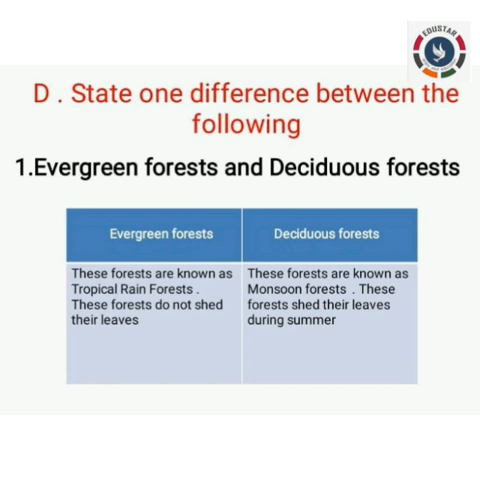 EDUSTAR
D . State one difference between the
following
1.Evergreen forests and Deciduous forests
Evergreen forests
Deciduous forests
These forests are known as
Tropical Rain Forests .
These forests do not shed
their leaves
These forests are known as
Monsoon forests . These
forests shed their leaves
during summer